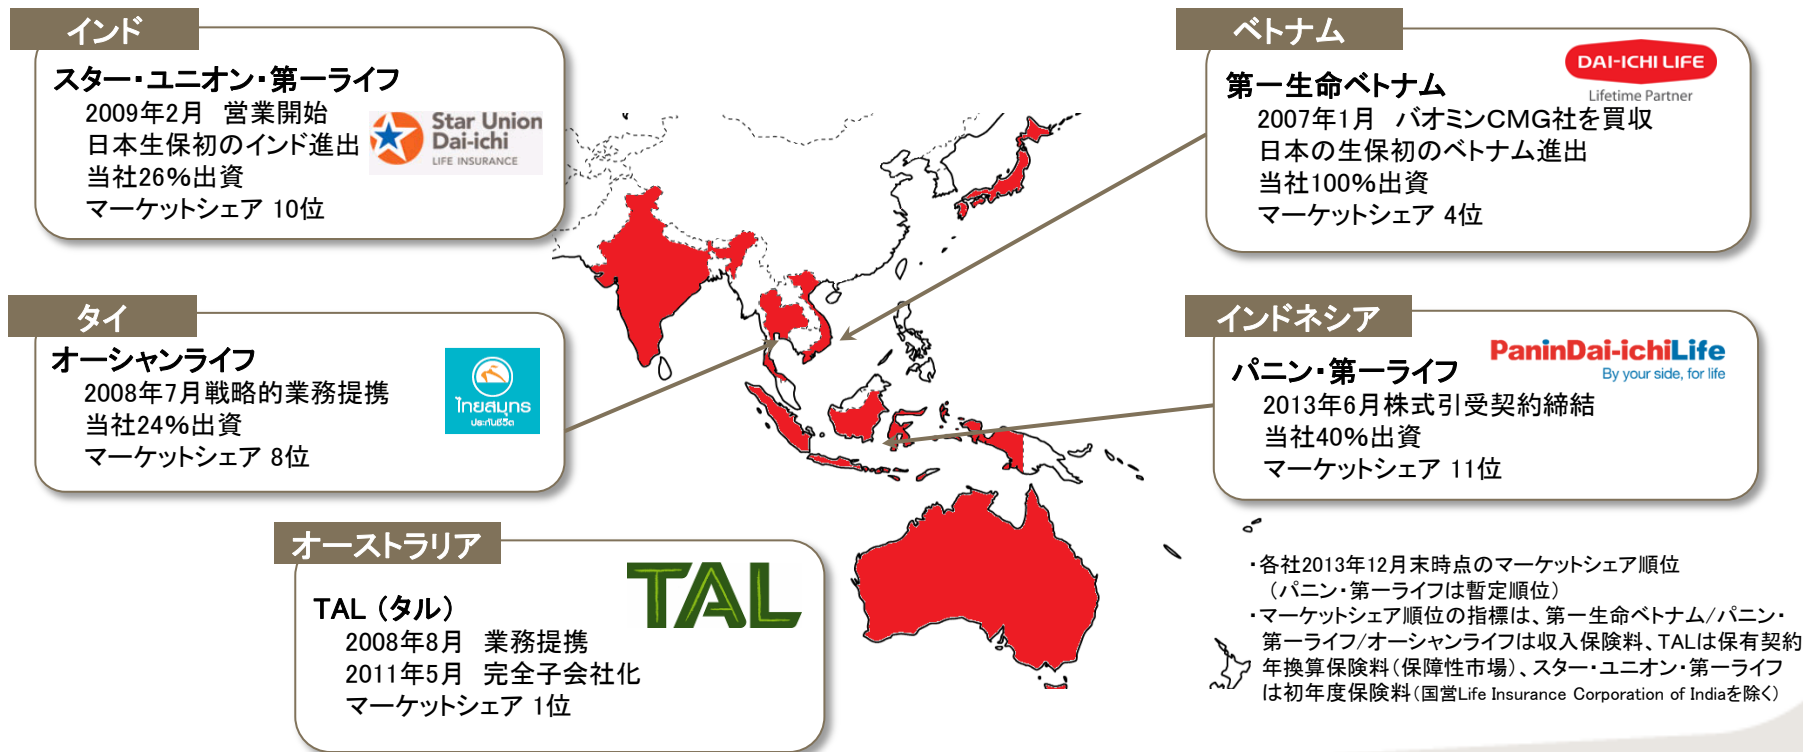 インド
スター・ユニオン・第一ライフ
2009年2月 営業開始
日本生保初のインド進出
当社26%出資
マーケットシェア 10位
Star Union
Dai-ichi
LIFE INSURANCE
ベトナム
第一生命ベトナム
2007年1月 バオミンCMG社を買収
日本の生保初のベトナム進出
当社100%出資
マーケットシェア 4位
DAI-ICHI LIFE
Lifetime Partner
タイ
オーシャンライフ
2008年7月戦略的業務提携
当社24%出資
マーケットシェア 8位
ไทยสมุทร
ประกันชีวิต
インドネシア
パニン・第一ライフ
2013年6月株式引受契約締結
当社40%出資
マーケットシェア 11位
PaninDai-ichiLife
By your side, for life
オーストラリア
TAL（タル）
2008年8月 業務提携
2011年5月 完全子会社化
マーケットシェア 1位
TAL
・各社2013年12月末時点のマーケットシェア順位
（パニン・第一ライフは暫定順位）
・マーケットシェア順位の指標は、第一生命ベトナム/パニン・
第一ライフ/オーシャンライフは収入保険料、TALは保有契約
年換算保険料（保障性市場）、スター・ユニオン・第一ライフ
は初年度保険料（国営Life Insurance Corporation of Indiaを除く）